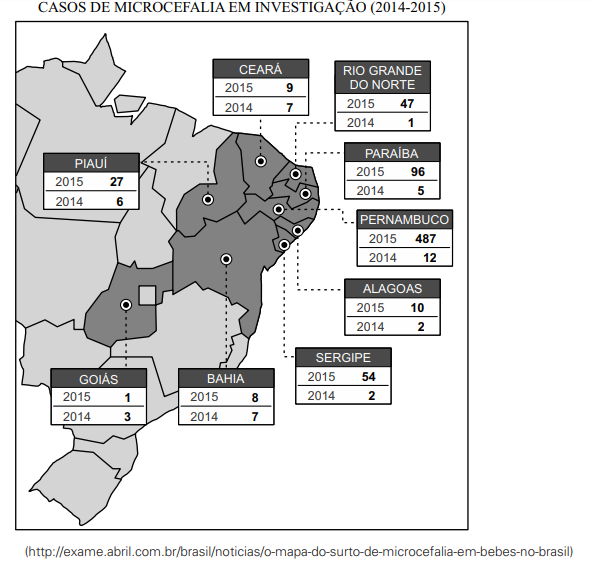 CASOS DE MICROCEFALIA EM INVESTIGAÇÃO (2014-2015)
CEARÁ
2015 9
2014 7
RIO GRANDE
DO NORTE
2015 47
2014 1
PIAUÍ
2015 27
2014 6
PARAÍBA
2015 96
2014 5
PERNAMBUCO
2015 487
2014 12
ALAGOAS
2015 10
2014 2
SERGIPE
2015 54
2014 2
GOIÁS
2015 1
2014 3
BAHIA
2015 8
2014 7
(http://exame.abril.com.br/brasil/noticias/o-mapa-do-surto-de-microcefalia-em-bebes-no-brasil)